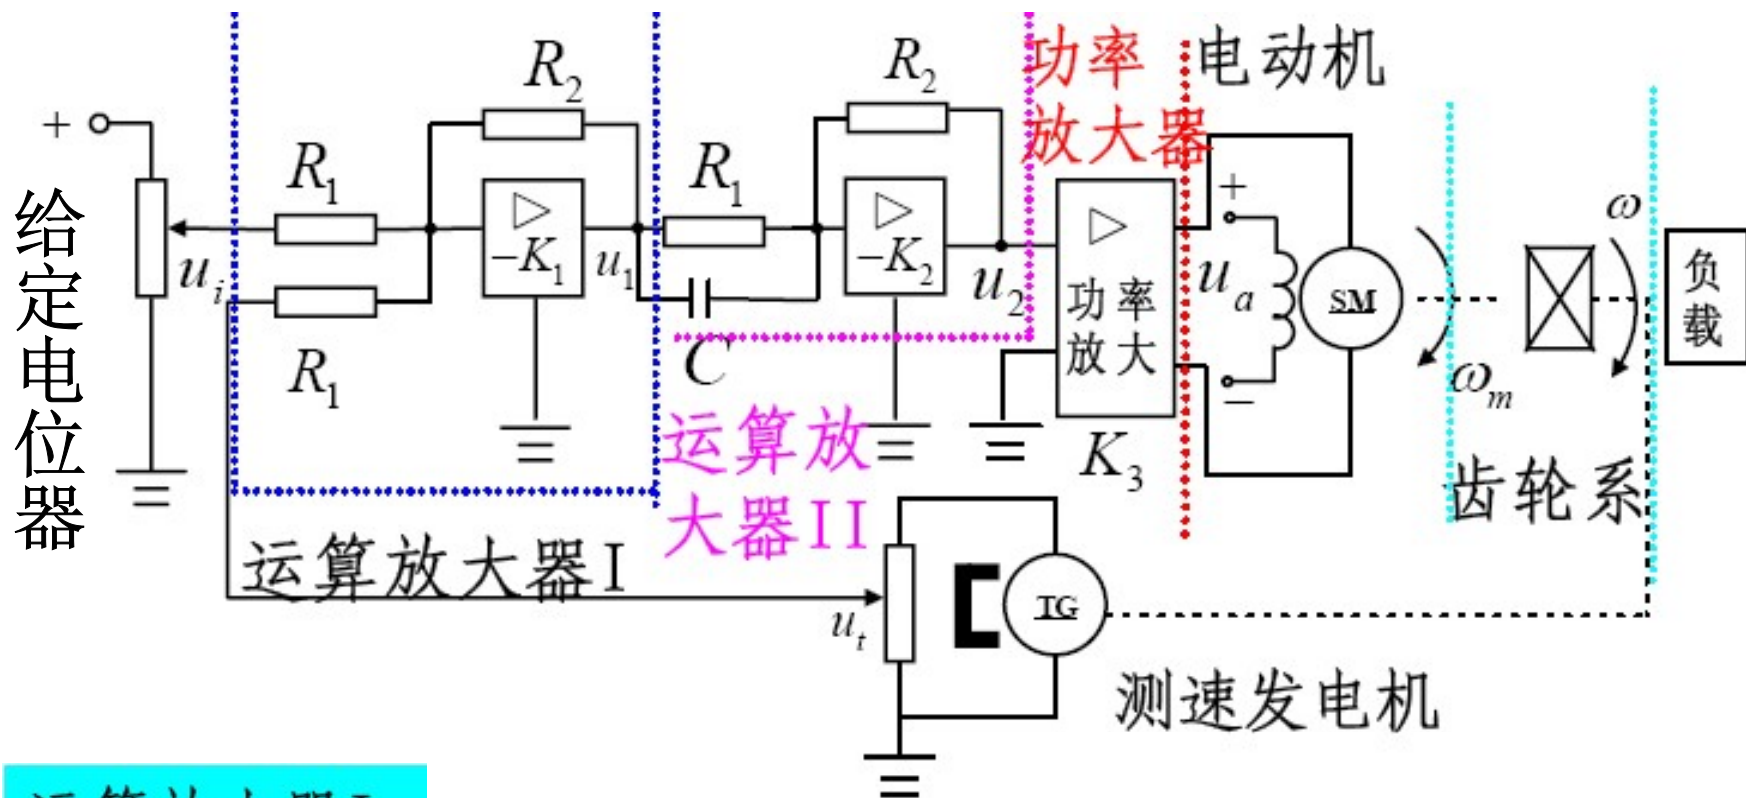 R₂
R₂
功率
放大器
电动机
+
给定电位器
R₁
R₁
+
ω
uᵢ
−K₁
u₁
−K₂
u₂
功率
放大
uₐ
SM
负载
R₁
C
−
ωₘ
运算放
大器II
K₃
齿轮系
运算放大器I
uₜ
TG
测速发电机